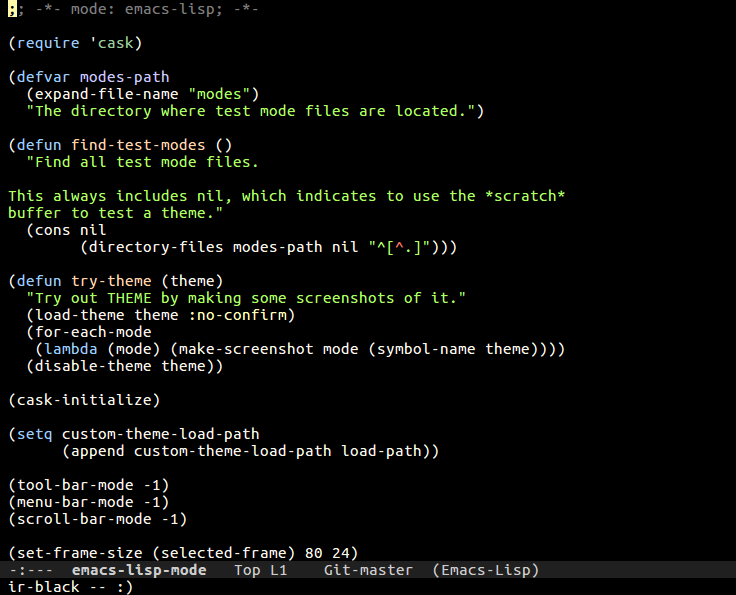 ;; -*- mode: emacs-lisp; -*-

(require 'cask)

(defvar modes-path
  (expand-file-name "modes")
  "The directory where test mode files are located.")

(defun find-test-modes ()
  "Find all test mode files.

This always includes nil, which indicates to use the *scratch*
buffer to test a theme."
  (cons nil
        (directory-files modes-path nil "^[^.]")))

(defun try-theme (theme)
  "Try out THEME by making some screenshots of it."
  (load-theme theme :no-confirm)
  (for-each-mode
   (lambda (mode) (make-screenshot mode (symbol-name theme))))
  (disable-theme theme))

(cask-initialize)

(setq custom-theme-load-path
      (append custom-theme-load-path load-path))

(tool-bar-mode -1)
(menu-bar-mode -1)
(scroll-bar-mode -1)

(set-frame-size (selected-frame) 80 24)
-:---  emacs-lisp-mode   Top L1    Git-master  (Emacs-Lisp)
ir-black -- :)